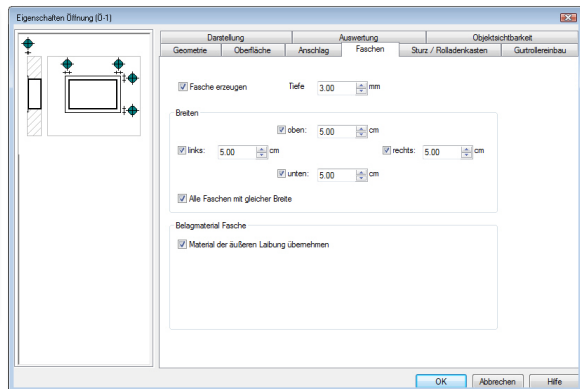 Eigenschaften Öffnung (Ö-1)
Darstellung Auswertung Objektsichtbarkeit
Geometrie Oberfläche Anschlag Faschen Sturz / Rolladenkasten Gurtrollereinbau
Fasche erzeugen Tiefe 3.00 mm
Breiten
oben: 5.00 cm
links: 5.00 cm rechts: 5.00 cm
unten: 5.00 cm
Alle Faschen mit gleicher Breite
Belagmaterial Fasche
Material der äußeren Laibung übernehmen
OK Abbrechen Hilfe